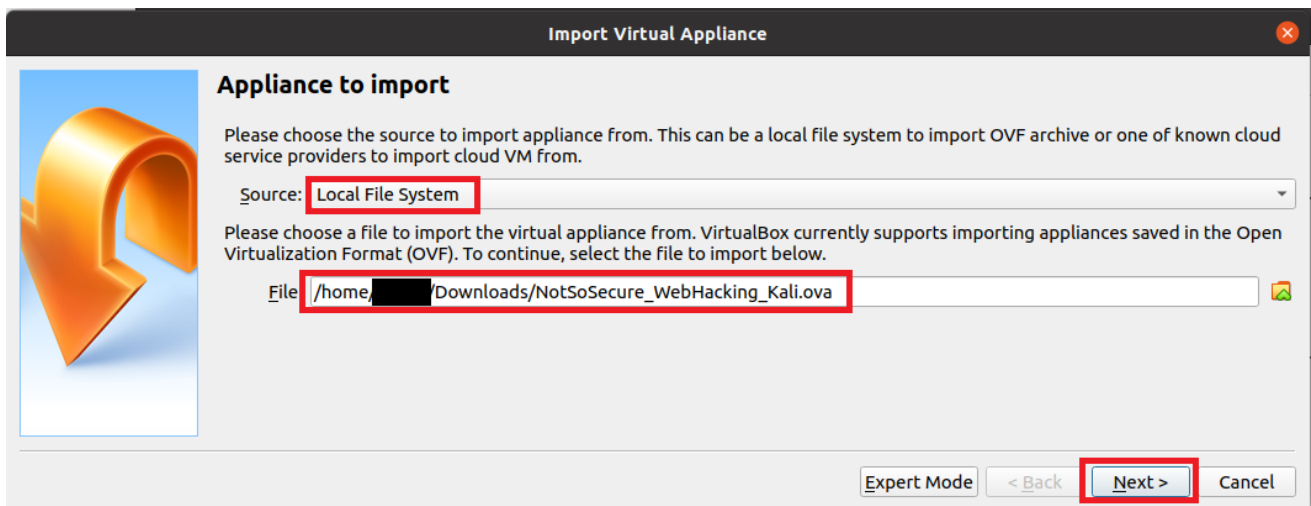 Import Virtual Appliance
Appliance to import
Please choose the source to import appliance from. This can be a local file system to import OVF archive or one of known cloud
service providers to import cloud VM from.
Source: Local File System
Please choose a file to import the virtual appliance from. VirtualBox currently supports importing appliances saved in the Open
Virtualization Format (OVF). To continue, select the file to import below.
File /home/ /Downloads/NotSoSecure_WebHacking_Kali.ova
Expert Mode < Back Next > Cancel